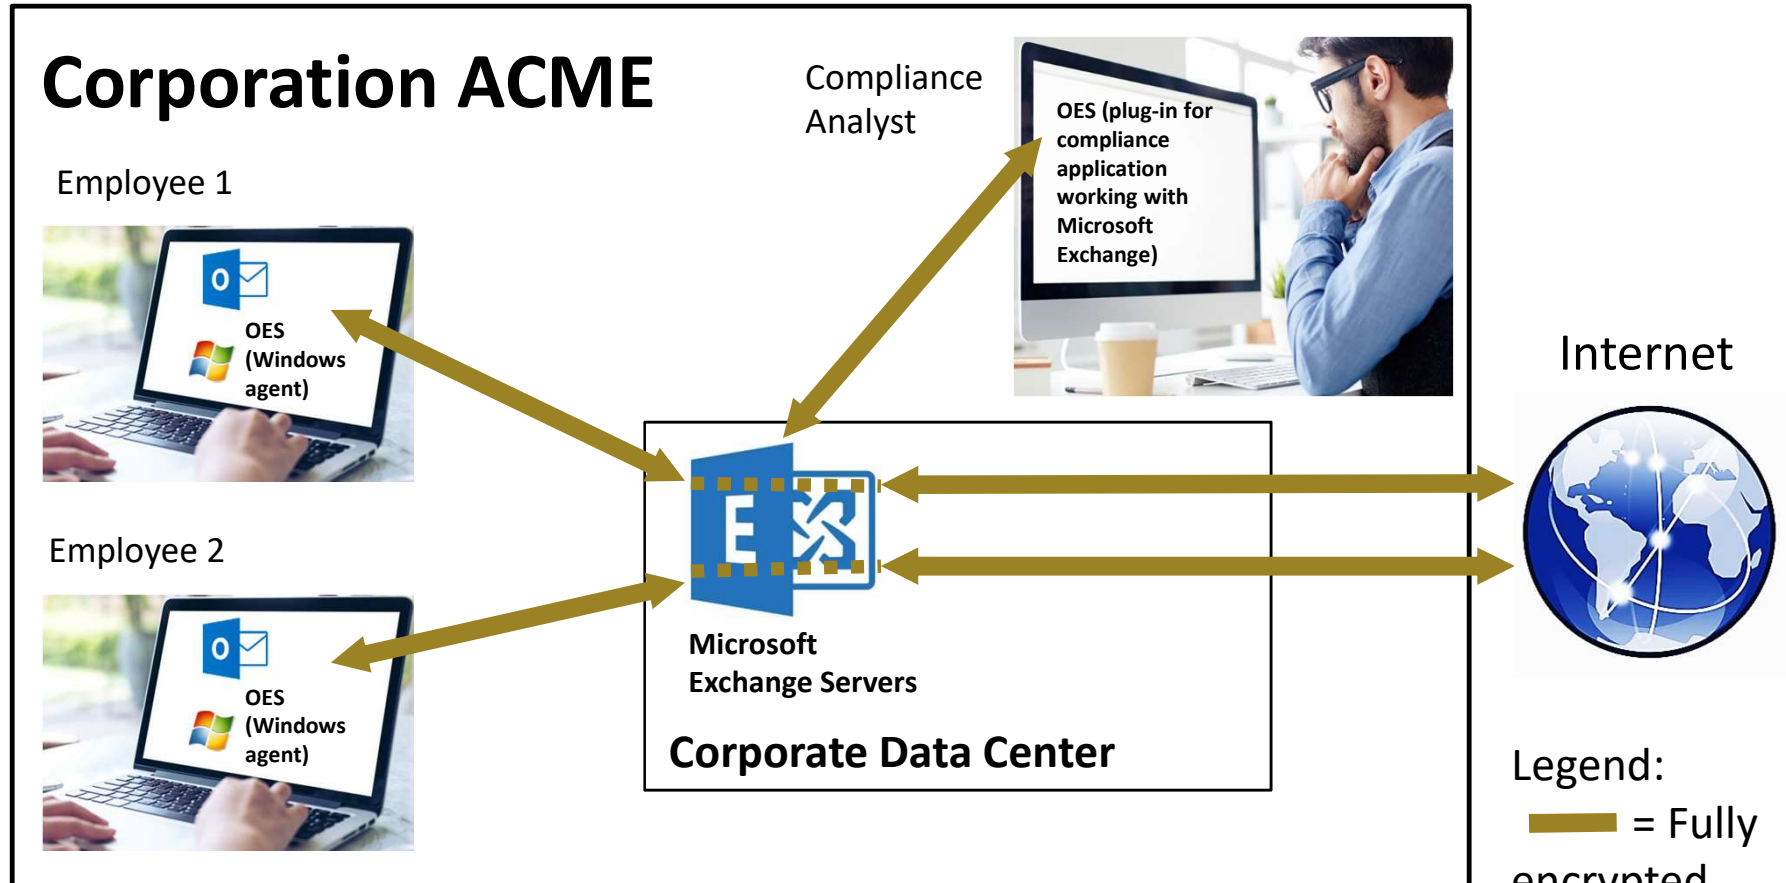 Corporation ACME
Compliance
Analyst
OES (plug-in for
compliance
application
working with
Microsoft
Exchange)
Employee 1
O
OES
(Windows
agent)
Internet
E
Employee 2
O
OES
(Windows
agent)
Microsoft
Exchange Servers
Corporate Data Center
Legend:
= Fully
encrypted